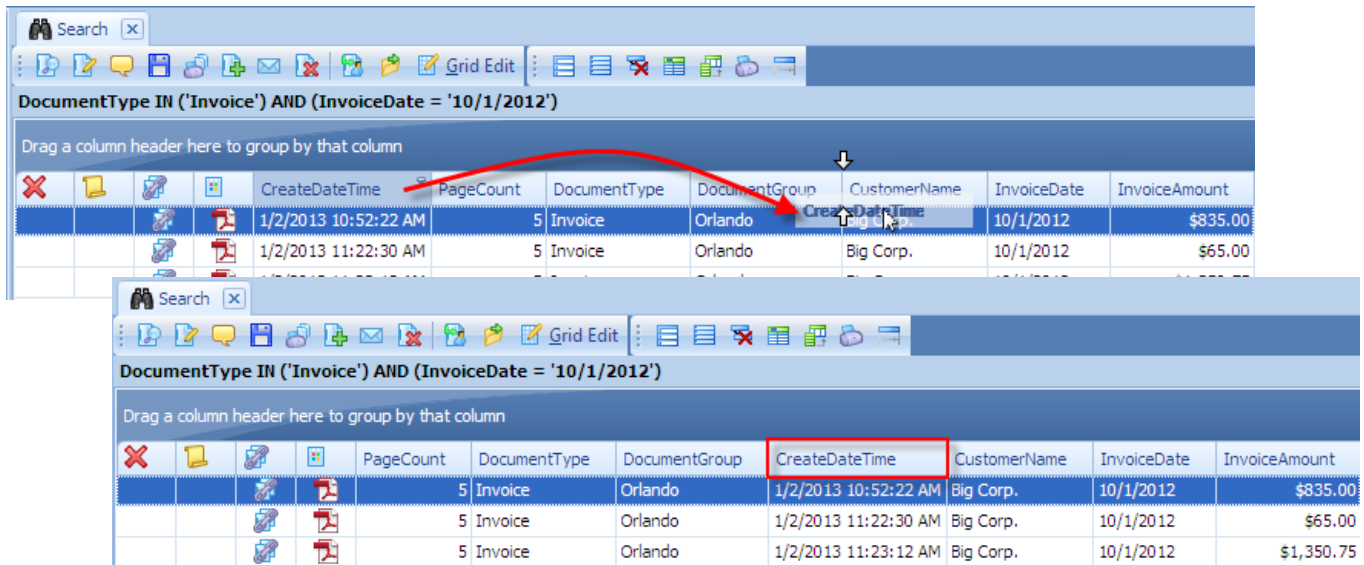 Search
Grid Edit
DocumentType IN ('Invoice') AND (InvoiceDate = '10/1/2012')
Drag a column header here to group by that column
CreateDateTime PageCount DocumentType DocumentGroup CustomerName InvoiceDate InvoiceAmount
CreateDateTime
1/2/2013 10:52:22 AM 5 Invoice Orlando Big Corp. 10/1/2012 $835.00
1/2/2013 11:22:30 AM 5 Invoice Orlando Big Corp. 10/1/2012 $65.00
Search
Grid Edit
DocumentType IN ('Invoice') AND (InvoiceDate = '10/1/2012')
Drag a column header here to group by that column
PageCount DocumentType DocumentGroup CreateDateTime CustomerName InvoiceDate InvoiceAmount
5 Invoice Orlando 1/2/2013 10:52:22 AM Big Corp. 10/1/2012 $835.00
5 Invoice Orlando 1/2/2013 11:22:30 AM Big Corp. 10/1/2012 $65.00
5 Invoice Orlando 1/2/2013 11:23:12 AM Big Corp. 10/1/2012 $1,350.75